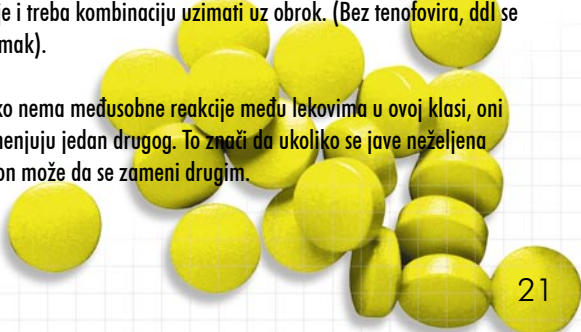 je i treba kombinaciju uzimati uz obrok. (Bez tenofovira, ddI se
mak).
ko nema međusobne reakcije među lekovima u ovoj klasi, oni
menjuju jedan drugog. To znači da ukoliko se jave neželjena
on može da se zameni drugim.
21